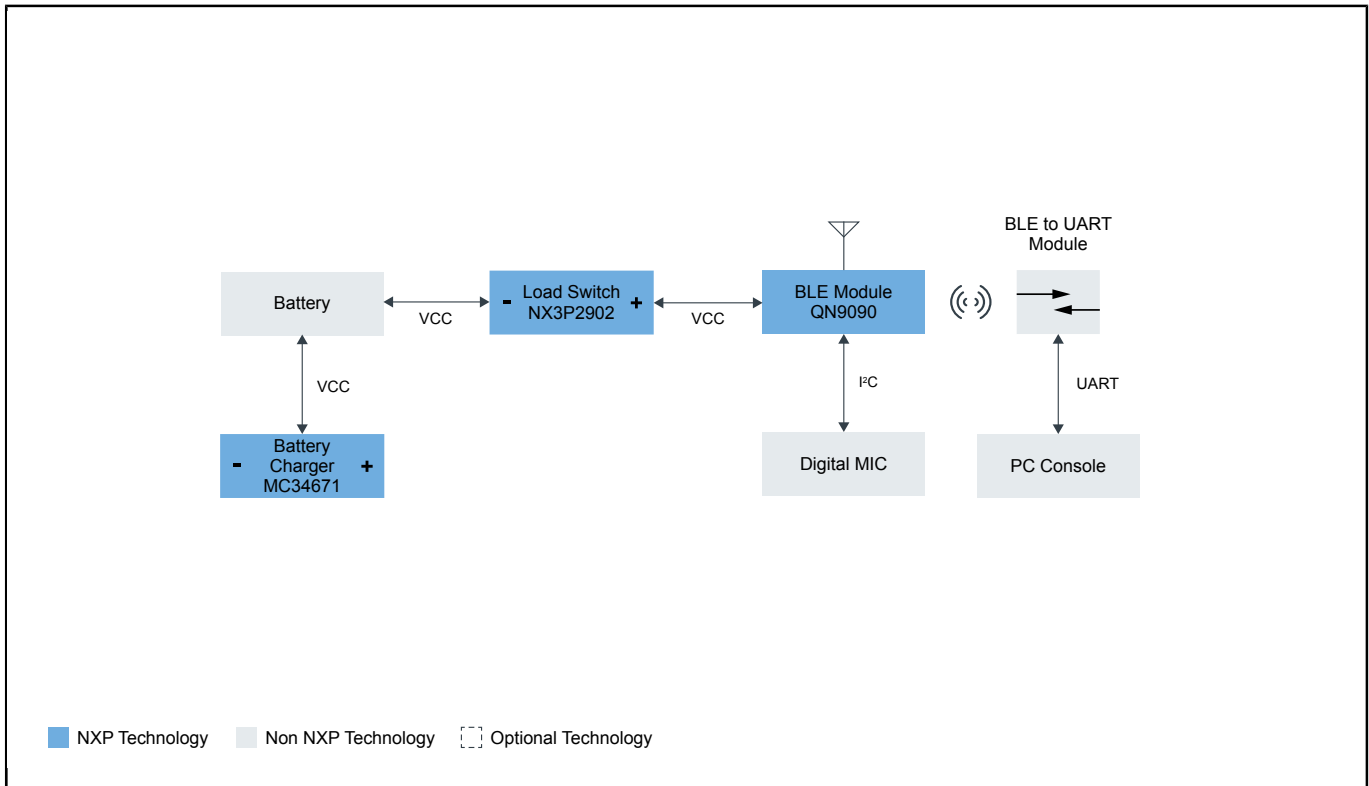 BLE to UART
Module
Battery
- Load Switch +
NX3P2902
BLE Module
QN9090
VCC
VCC
VCC
I²C
UART
Battery
- Charger +
MC34671
Digital MIC
PC Console
NXP Technology
Non NXP Technology
Optional Technology